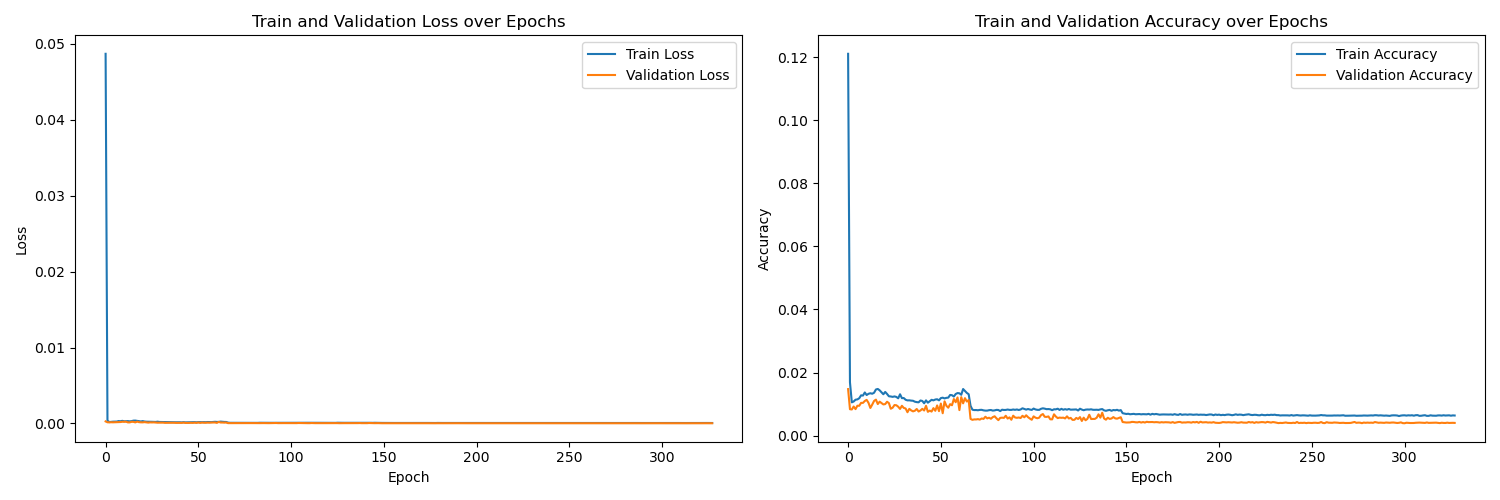 Train and Validation Loss over Epochs
Train Loss
Validation Loss
0.05
0.04
0.03
0.02
0.01
0.00
Loss
0
50
100
150
200
250
300
Epoch
Train and Validation Accuracy over Epochs
Train Accuracy
Validation Accuracy
0.12
0.10
0.08
0.06
0.04
0.02
0.00
Accuracy
0
50
100
150
200
250
300
Epoch